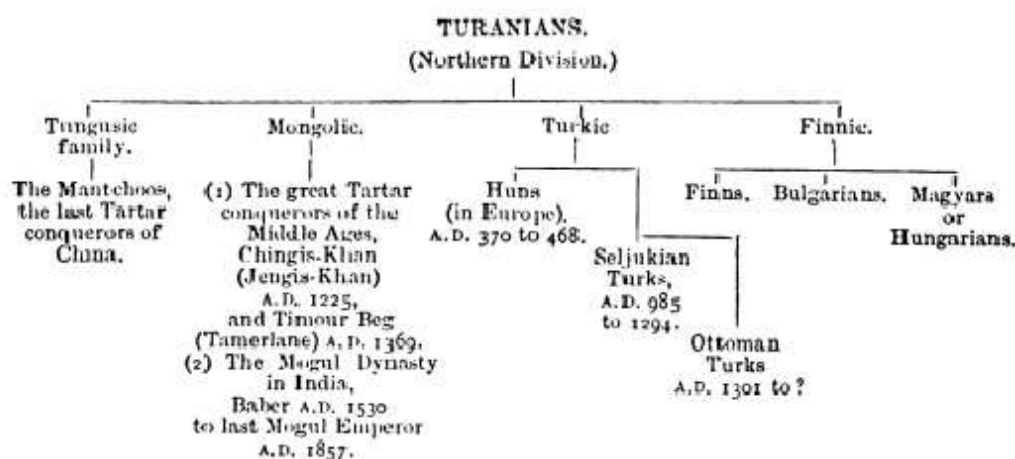 TURANIANS.
(Northern Division.)
Tungusic
family.
The Mantchoos,
the last Tartar
conquerors of
China.
Mongolic.
(1) The great Tartar
conquerors of the
Middle Ages,
Chingis-Khan
(Jengis-Khan)
A.D. 1225,
and Timour Beg
(Tamerlane) A.D. 1369.
(2) The Mogul Dynasty
in India,
Baber A.D. 1530
to last Mogul Emperor
A.D. 1857.
Turkic
Huns
(in Europe),
A.D. 370 to 468.
Seljukian
Turks,
A.D. 985
to 1294.
Ottoman
Turks
A.D. 1301 to ?
Finnic.
Finns.
Bulgarians.
Magyars
or
Hungarians.